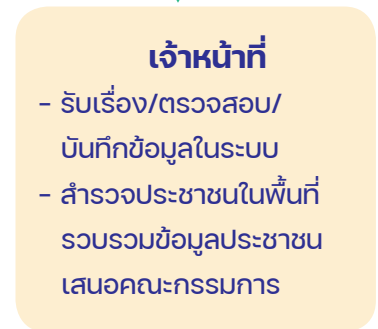 เจ้าหน้าที่
- รับเรื่อง/ตรวจสอบ/
บันทึกข้อมูลในระบบ
- สำรวจประชาชนในพื้นที่
รวบรวมข้อมูลประชาชน
เสนอคณะกรรมการ